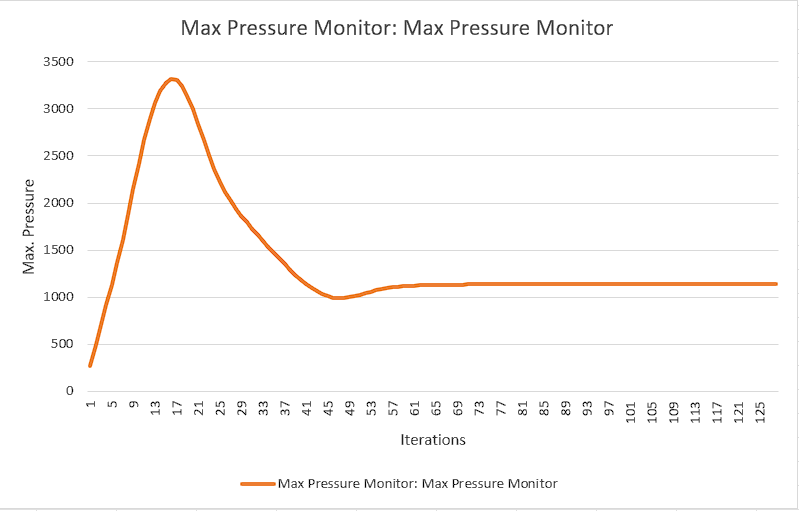 Max Pressure Monitor: Max Pressure Monitor
3500
3000
2500
2000
1500
1000
500
0
Max. Pressure
1 5 9 13 17 21 25 29 33 37 41 45 49 53 57 61 65 69 73 77 81 85 89 93 97 101 105 109 113 117 121 125
Iterations
Max Pressure Monitor: Max Pressure Monitor